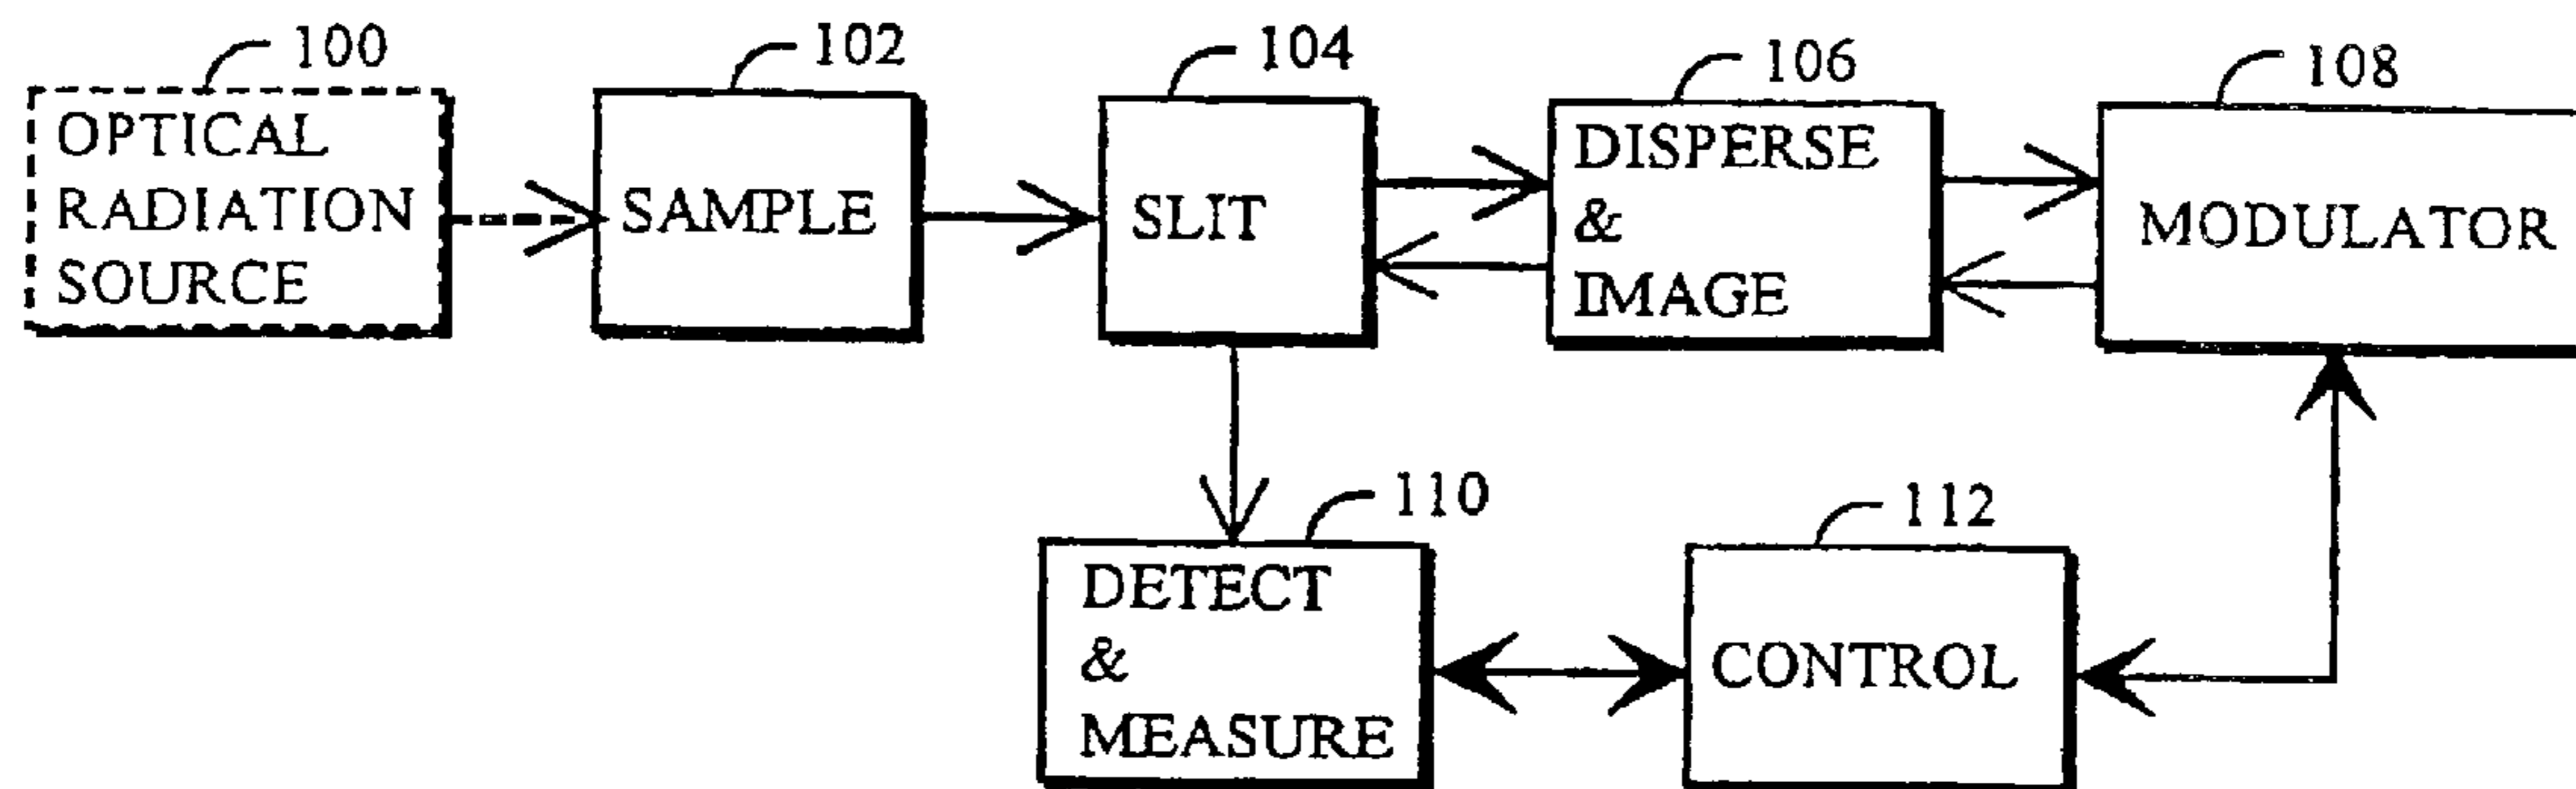 100
102
104
106
108
OPTICAL
RADIATION
SOURCE
SAMPLE
SLIT
DISPERSE
&
IMAGE
MODULATOR
110
112
DETECT
&
MEASURE
CONTROL